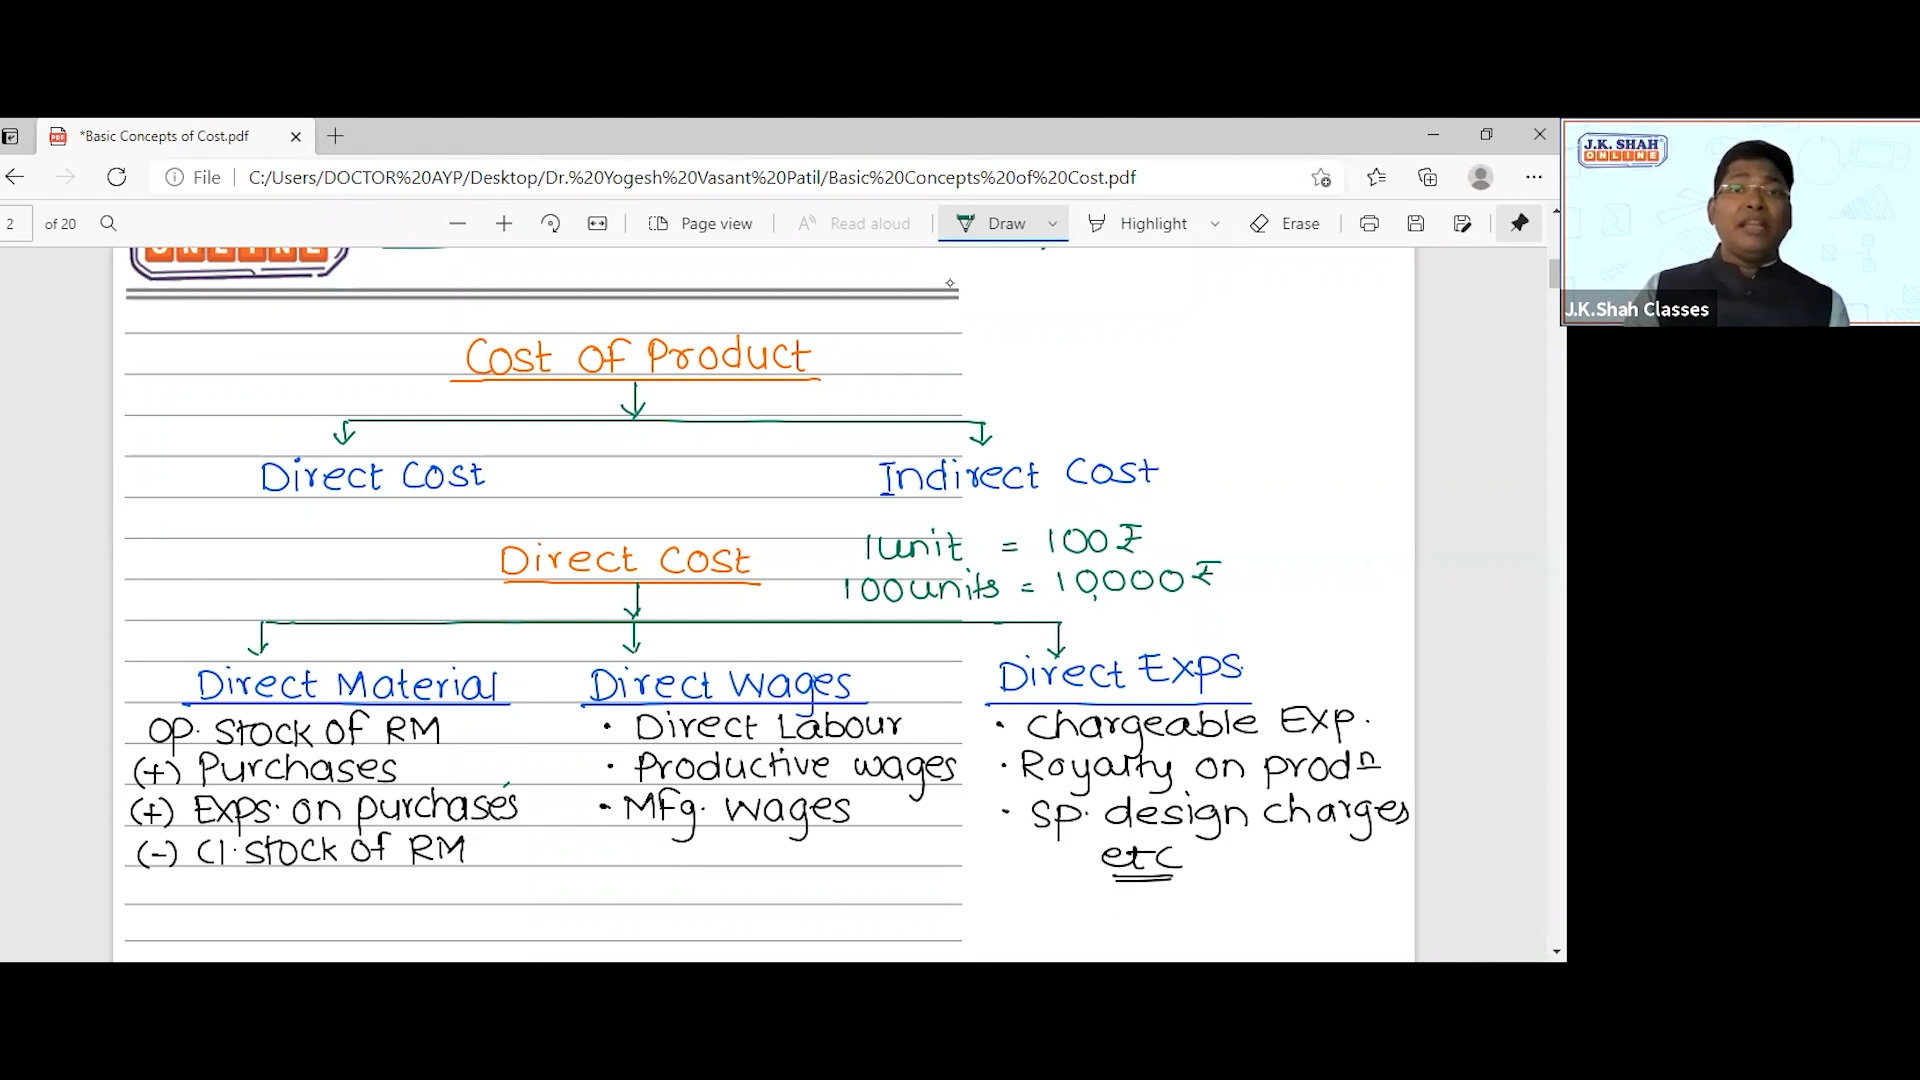 *Basic Concepts of Cost.pdf
File
C:/Users/DOCTOR%20AYP/Desktop/Dr.%20Yogesh%20Vasant%20Patil/Basic%20Concepts%20of%20Cost.pdf
2 of 20
Page view
Read aloud
Draw
Highlight
Erase
J.K. SHAH
ONLINE
J.K.Shah Classes
ONLINE
Cost of Product
Direct Cost
Indirect Cost
Direct Cost
1unit = 100₹
100units = 10,000₹
Direct Material
OP. Stock of RM
(+) Purchases
(+) Exps. on purchases
(-) Cl. stock of RM
Direct Wages
• Direct Labour
• Productive wages
• Mfg. wages
Direct Exps.
• Chargeable Exp.
• Royalty on prodn
• Sp. design charges
etc